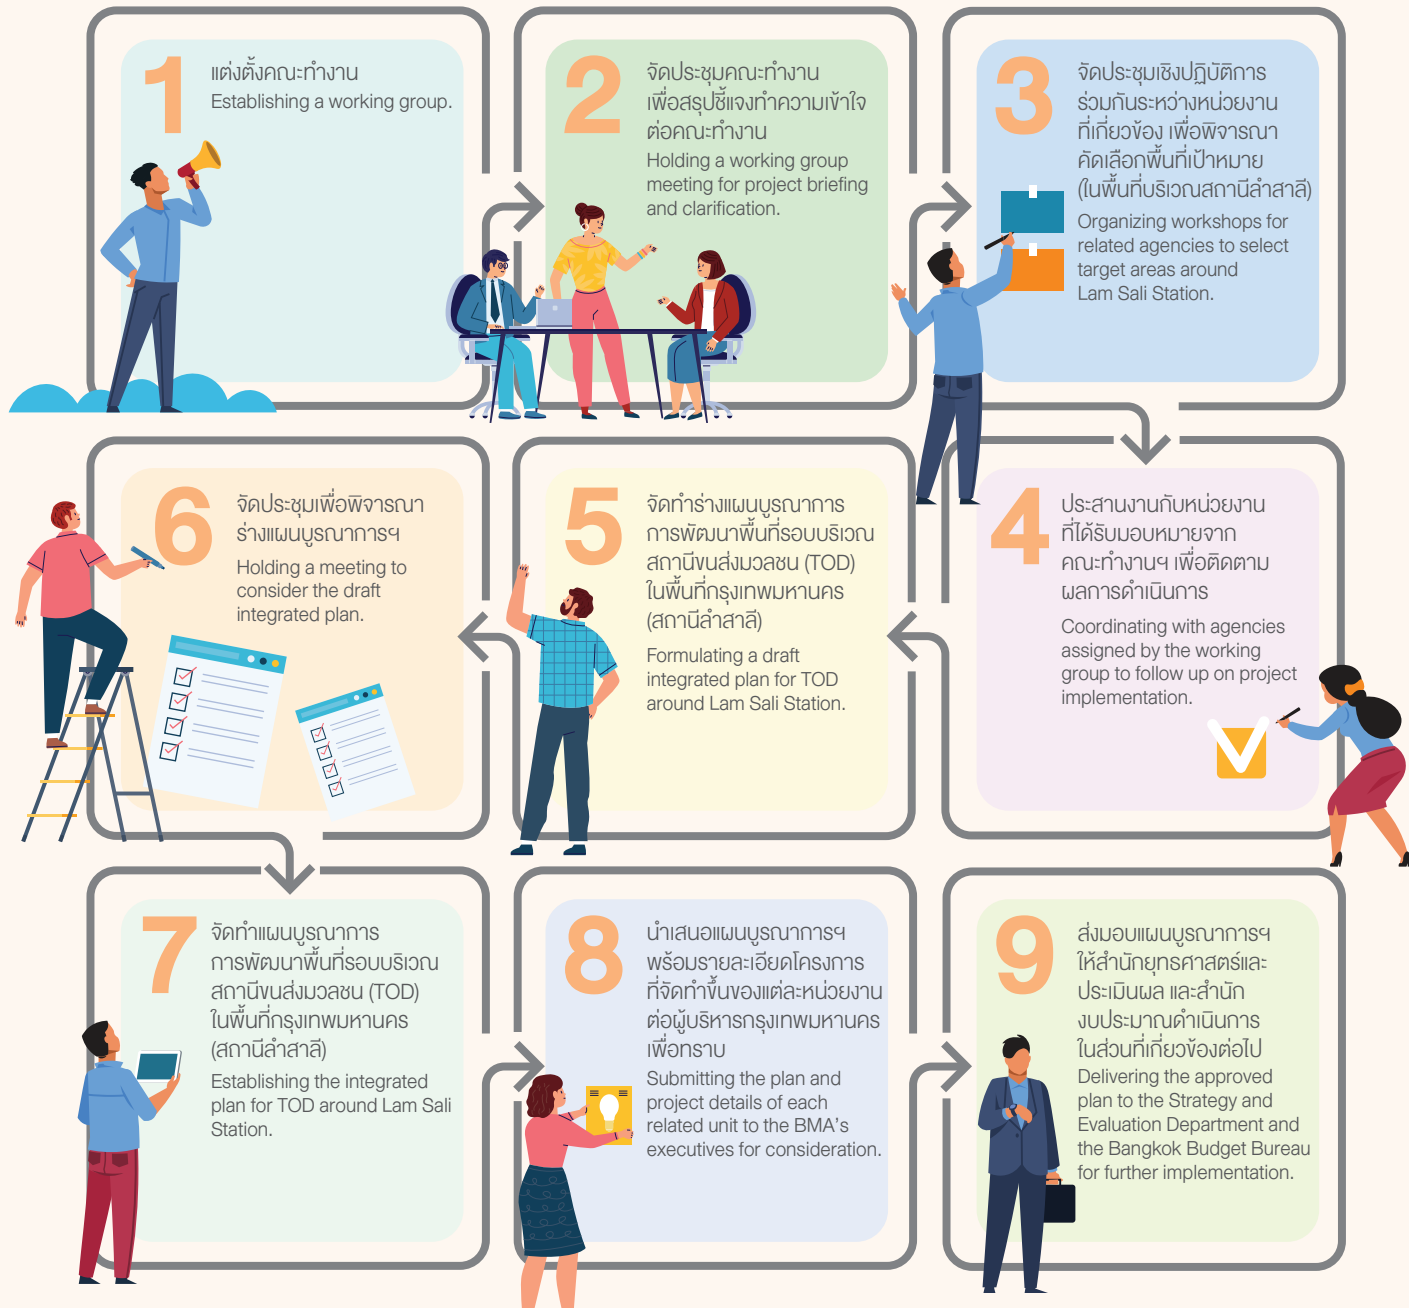 1
แต่งตั้งคณะทำงาน
Establishing a working group.
2
จัดประชุมคณะทำงาน
เพื่อสรุปชี้แจงทำความเข้าใจ
ต่อคณะทำงาน
Holding a working group
meeting for project briefing
and clarification.
3
จัดประชุมเชิงปฏิบัติการ
ร่วมกันระหว่างหน่วยงาน
ที่เกี่ยวข้อง เพื่อพิจารณา
คัดเลือกพื้นที่เป้าหมาย
(ในพื้นที่บริเวณสถานีลำสาลี)
Organizing workshops for
related agencies to select
target areas around
Lam Sali Station.
4
ประสานงานกับหน่วยงาน
ที่ได้รับมอบหมายจาก
คณะทำงานฯ เพื่อติดตาม
ผลการดำเนินการ
Coordinating with agencies
assigned by the working
group to follow up on project
implementation.
5
จัดทำร่างแผนบูรณาการ
การพัฒนาพื้นที่รอบบริเวณ
สถานีขนส่งมวลชน (TOD)
ในพื้นที่กรุงเทพมหานคร
(สถานีลำสาลี)
Formulating a draft
integrated plan for TOD
around Lam Sali Station.
6
จัดประชุมเพื่อพิจารณา
ร่างแผนบูรณาการฯ
Holding a meeting to
consider the draft
integrated plan.
7
จัดทำแผนบูรณาการ
การพัฒนาพื้นที่รอบบริเวณ
สถานีขนส่งมวลชน (TOD)
ในพื้นที่กรุงเทพมหานคร
(สถานีลำสาลี)
Establishing the integrated
plan for TOD around Lam Sali
Station.
8
นำเสนอแผนบูรณาการฯ
พร้อมรายละเอียดโครงการ
ที่จัดทำขึ้นของแต่ละหน่วยงาน
ต่อผู้บริหารกรุงเทพมหานคร
เพื่อทราบ
Submitting the plan and
project details of each
related unit to the BMA's
executives for consideration.
9
ส่งมอบแผนบูรณาการฯ
ให้สำนักยุทธศาสตร์และ
ประเมินผล และสำนัก
งบประมาณดำเนินการ
ในส่วนที่เกี่ยวข้องต่อไป
Delivering the approved
plan to the Strategy and
Evaluation Department and
the Bangkok Budget Bureau
for further implementation.